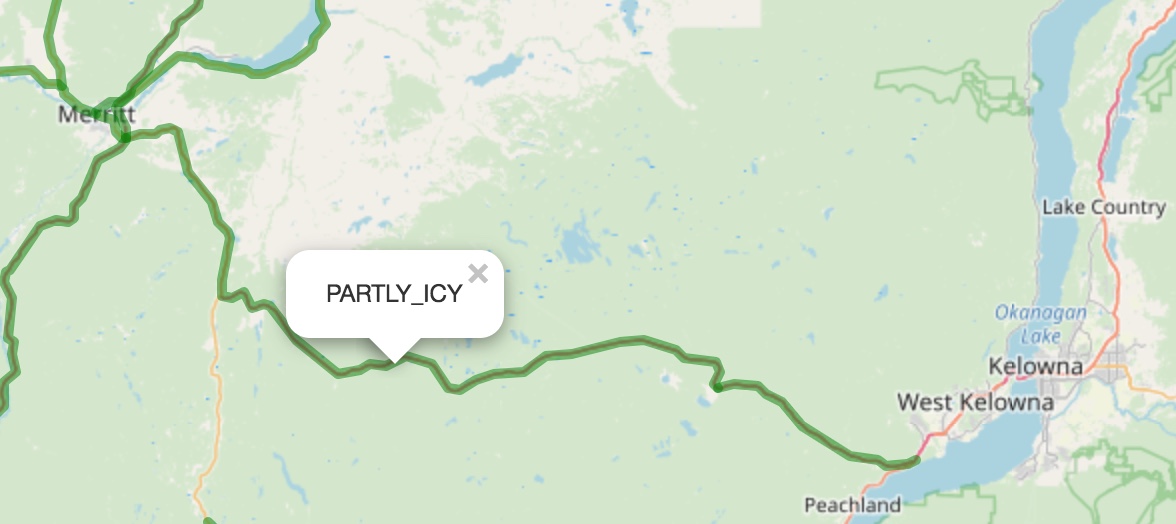 Merritt
Lake Country
PARTLY_ICY
×
Okanagan
Lake
Kelowna
West Kelowna
Peachland